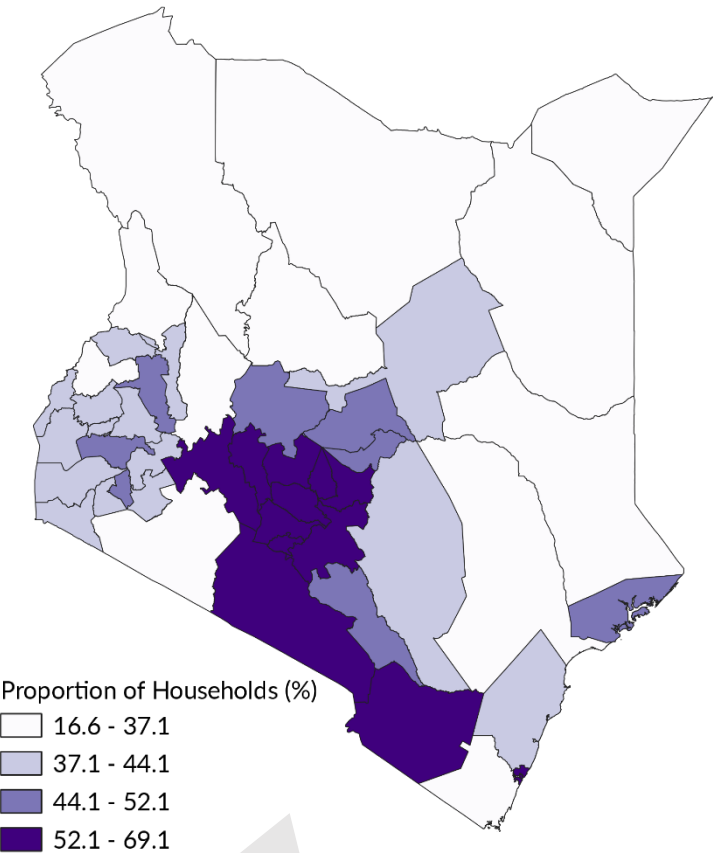 Proportion of Households (%)
16.6 - 37.1
37.1 - 44.1
44.1 - 52.1
52.1 - 69.1